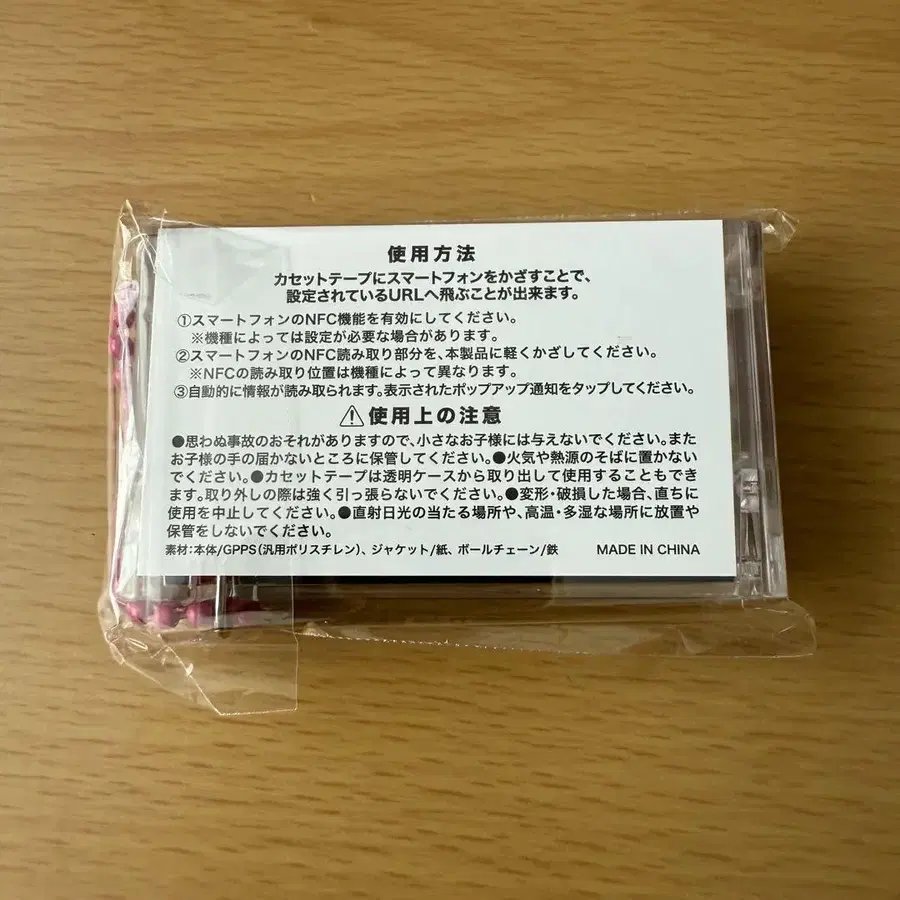 使用方法
カセットテープにスマートフォンをかざすことで、
設定されているURLへ飛ぶことが出来ます。
①スマートフォンのNFC機能を有効にしてください。
※機種によっては設定が必要な場合があります。
②スマートフォンのNFC読み取り部分を、本製品に軽くかざしてください。
※NFCの読み取り位置は機種によって異なります。
③自動的に情報が読み取られます。表示されたポップアップ通知をタップしてください。
⚠使用上の注意
●思わぬ事故のおそれがありますので、小さなお子様には与えないでください。また
お子様の手の届かないところに保管してください。●火気や熱源のそばに置かない
でください。●カセットテープは透明ケースから取り出して使用することもでき
ます。取り外しの際は強く引っ張らないでください。●変形・破損した場合、直ちに
使用を中止してください。●直射日光の当たる場所や、高温・多湿な場所に放置や
保管をしないでください。
素材:本体/GPPS(汎用ポリスチレン)、ジャケット/紙、ボールチェーン/鉄 MADE IN CHINA